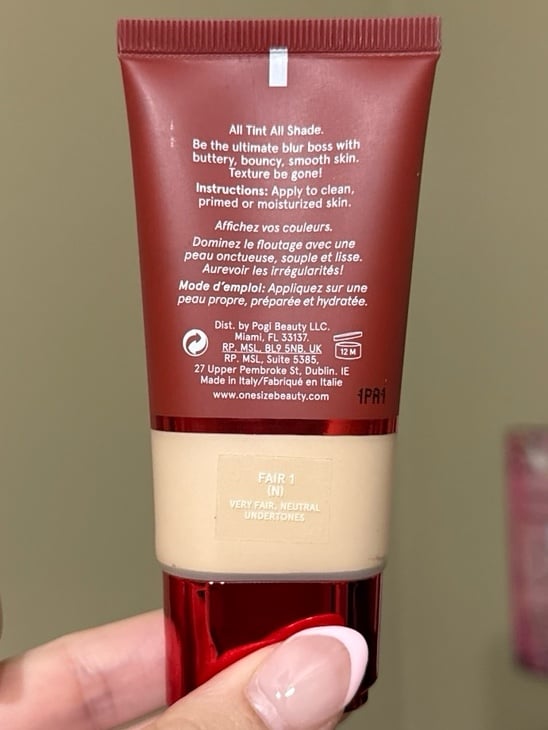 All Tint All Shade.
Be the ultimate blur boss with
buttery, bouncy, smooth skin.
Texture be gone!
Instructions: Apply to clean,
primed or moisturized skin.
Affichez vos couleurs.
Dominez le floutage avec une
peau onctueuse, souple et lisse.
Aurevoir les irrégularités!
Mode d'emploi: Appliquez sur une
peau propre, préparée et hydratée.
Dist. by Pogi Beauty LLC.
Miami, FL 33137.
RP. MSL, BL9 5NB. UK
RP. MSL, Suite 5385,
27 Upper Pembroke St, Dublin. IE
Made in Italy/Fabriqué en Italie
www.onesizebeauty.com
12 M
1PA1
FAIR 1
(N)
VERY FAIR, NEUTRAL
UNDERTONES